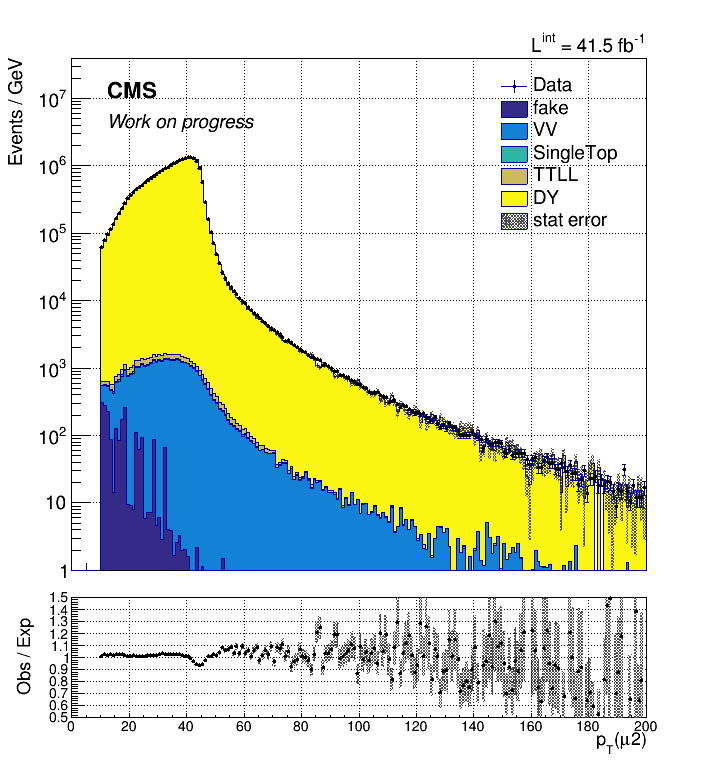 L^int = 41.5 fb^-1
Events / GeV
CMS
Work on progress
Data
fake
VV
SingleTop
TTLL
DY
stat error
10^7
10^6
10^5
10^4
10^3
10^2
10
1
Obs / Exp
1.5
1.4
1.3
1.2
1.1
1
0.9
0.8
0.7
0.6
0.5
0 20 40 60 80 100 120 140 160 180 200
p_T(μ2)